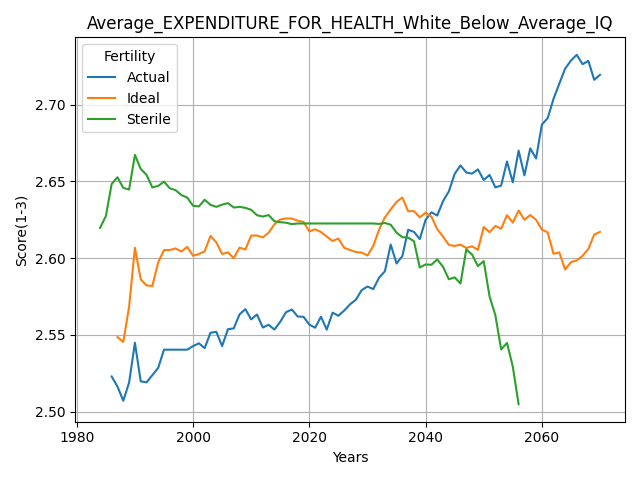 Average_EXPENDITURE_FOR_HEALTH_White_Below_Average_IQ
Fertility
Actual
Ideal
Sterile
Score(1-3)
2.70
2.65
2.60
2.55
2.50
1980 2000 2020 2040 2060
Years